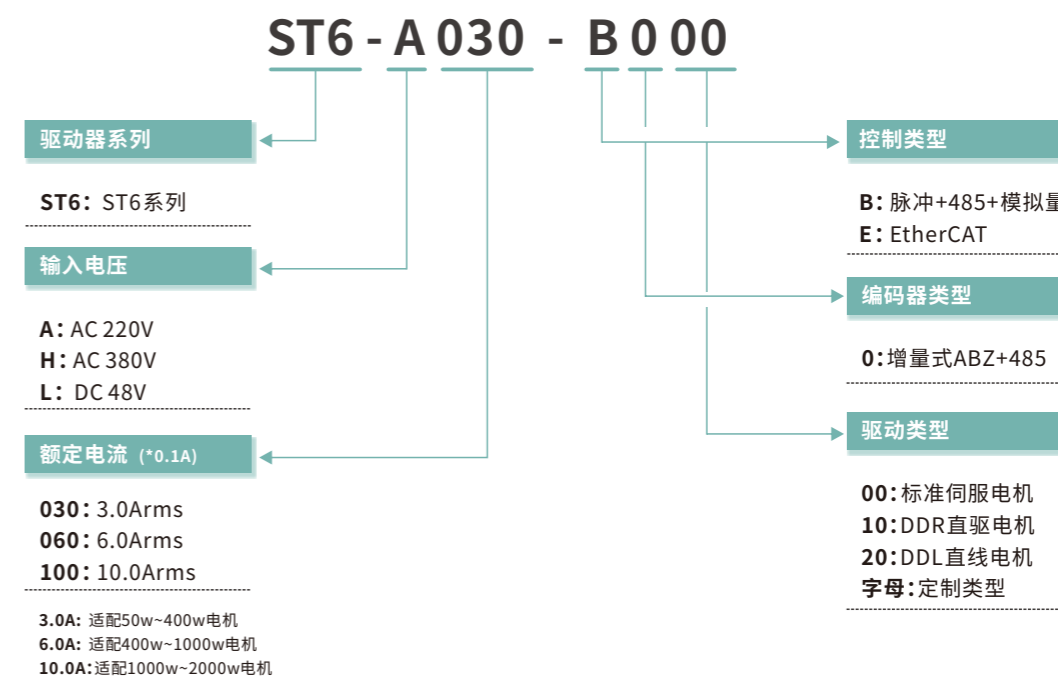 ST6 - A 030 - B 0 00
驱动器系列
ST6：ST6系列
输入电压
A：AC 220V
H：AC 380V
L：DC 48V
额定电流 (*0.1A)
030：3.0Arms
060：6.0Arms
100：10.0Arms
3.0A: 适配50w~400w电机
6.0A: 适配400w~1000w电机
10.0A:适配1000w~2000w电机
控制类型
B：脉冲+485+模拟量
E：EtherCAT
编码器类型
0:增量式ABZ+485
驱动类型
00:标准伺服电机
10:DDR直驱电机
20:DDL直线电机
字母:定制类型